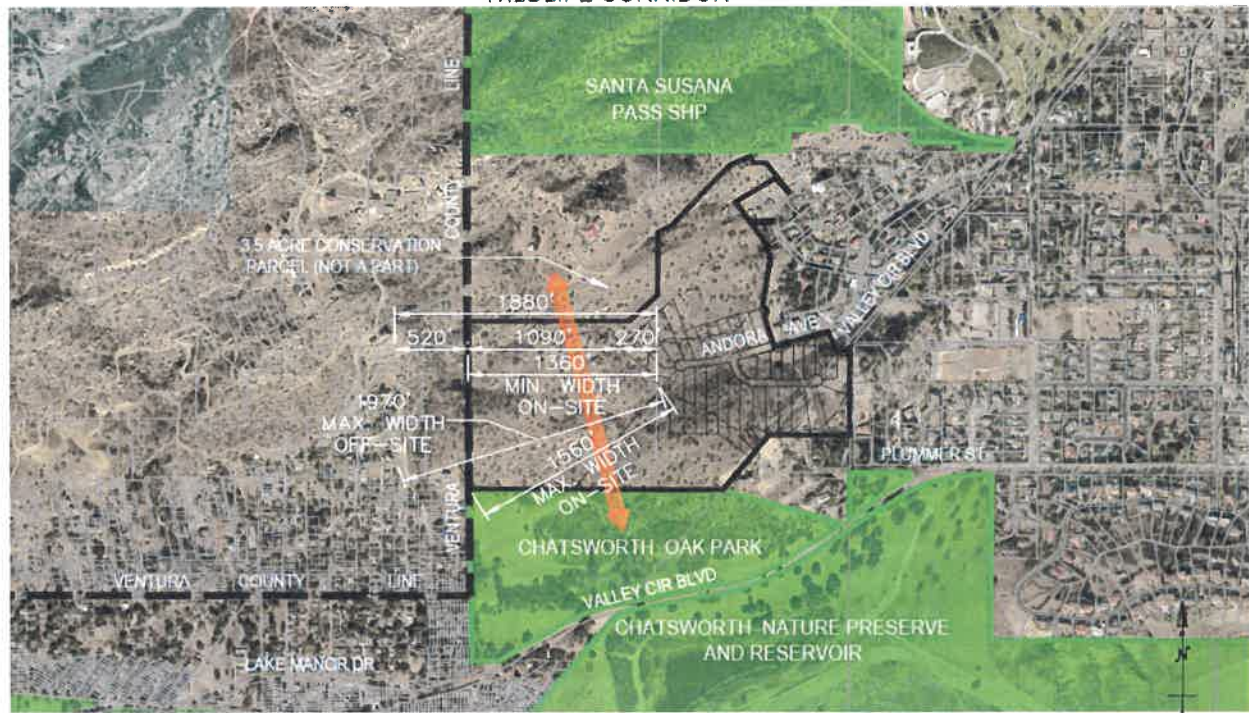 WILDLIFE CORRIDOR
SANTA SUSANA
PASS SHP
VENTURA COUNTY LINE
3.5 ACRE CONSERVATION
PARCEL (NOT A PART)
1880'
520'
1090'
270'
1360'
MIN. WIDTH
ON-SITE
1970'
MAX. WIDTH
OFF-SITE
1560'
MAX. WIDTH
ON-SITE
ANDORA AVE
VALLEY CIR BLVD
PLUMMER ST
CHATSWORTH OAK PARK
VENTURA COUNTY LINE
VALLEY CIR BLVD
CHATSWORTH NATURE PRESERVE
AND RESERVOIR
LAKE MANOR DR
N